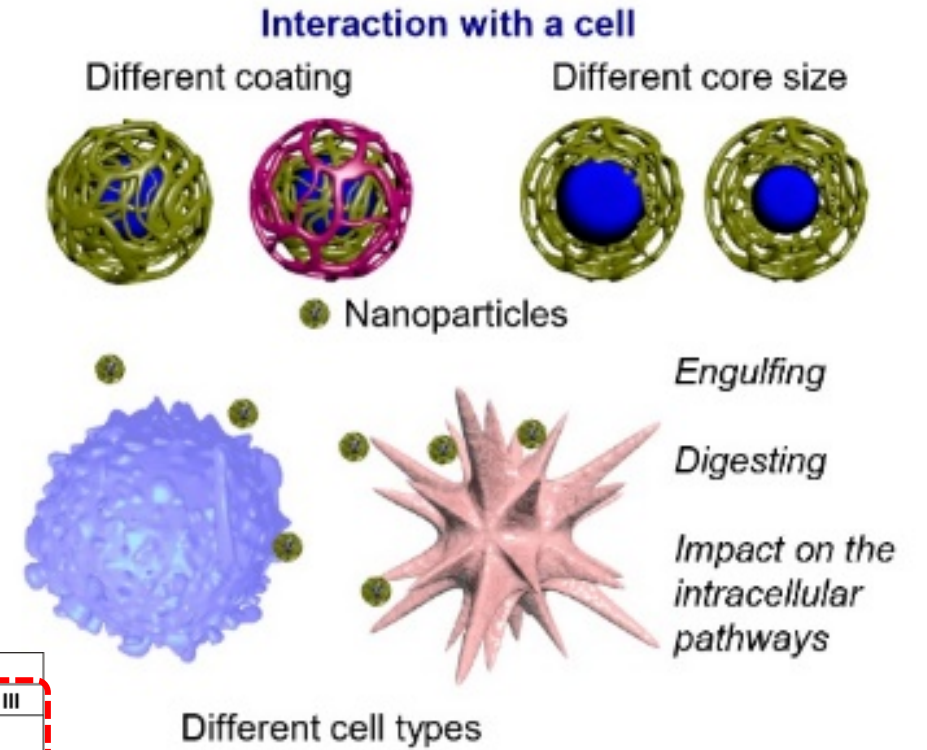 Interaction with a cell
Different coating
Different core size
Nanoparticles
Engulfing
Digesting
Impact on the
intracellular
pathways
III
Different cell types